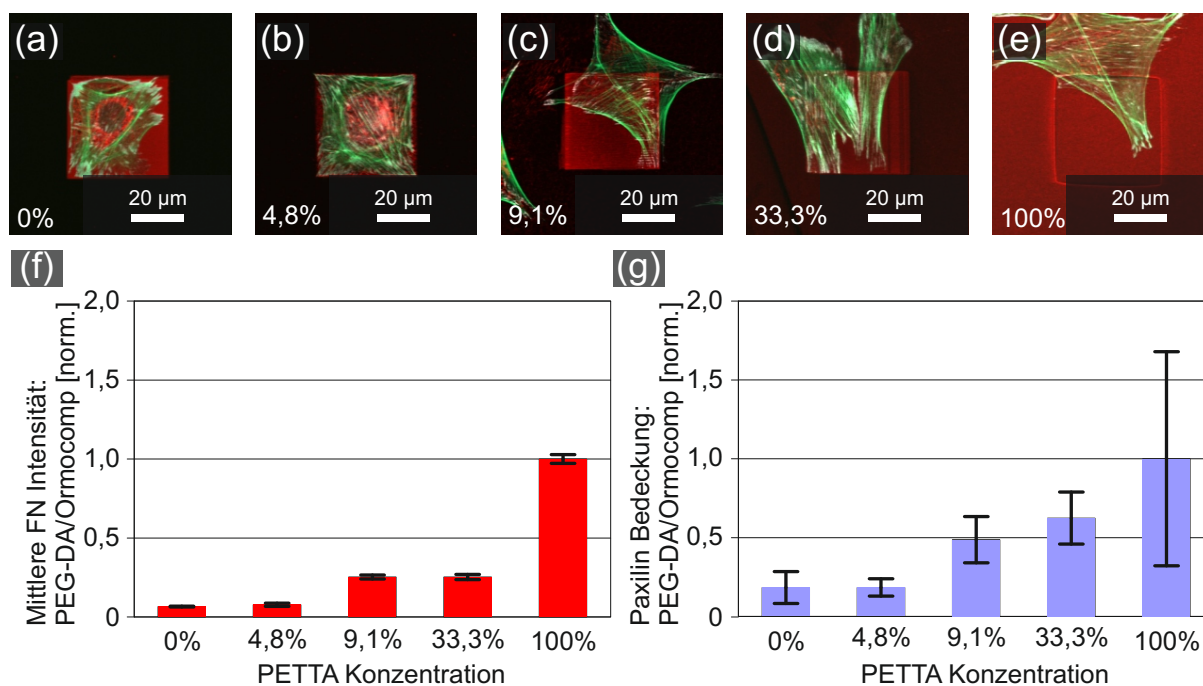 (a)
20 µm
0%
(b)
20 µm
4,8%
(c)
20 µm
9,1%
(d)
20 µm
33,3%
(e)
20 µm
100%
(f)
Mittlere FN Intensität:
PEG-DA/Ormocomp [norm.]
2,0
1,5
1,0
0,5
0
0% 4,8% 9,1% 33,3% 100%
PETTA Konzentration
(g)
Paxilin Bedeckung:
PEG-DA/Ormocomp [norm.]
2,0
1,5
1,0
0,5
0
0% 4,8% 9,1% 33,3% 100%
PETTA Konzentration